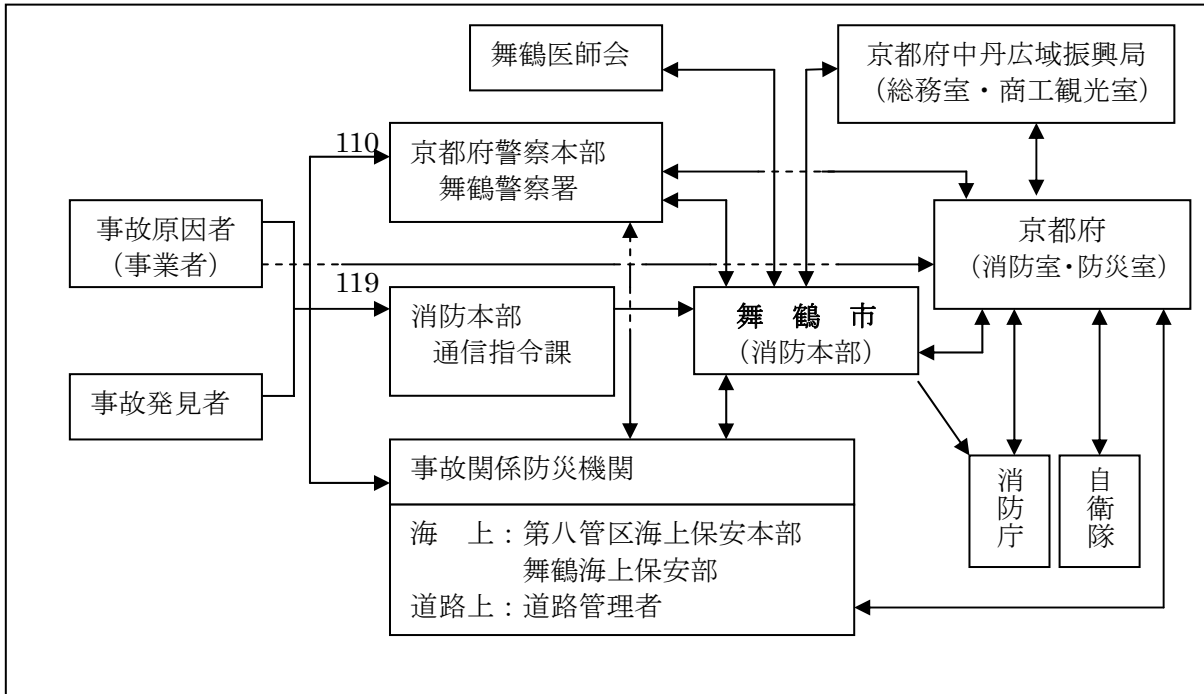 舞鶴医師会
京都府中丹広域振興局
(総務室・商工観光室)
110
京都府警察本部
舞鶴警察署
事故原因者
(事業者)
京都府
(消防室・防災室)
119
消防本部
通信指令課
舞 鶴 市
(消防本部)
事故発見者
事故関係防災機関
海 上:第八管区海上保安本部
舞鶴海上保安部
道路上:道路管理者
消防庁
自衛隊